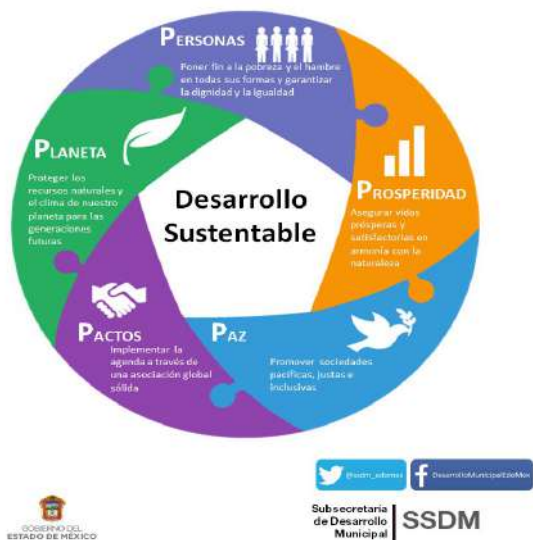 PERSONAS
Poner fin a la pobreza y el hambre
en todas sus formas y garantizar
la dignidad y la igualdad
PROSPERIDAD
Asegurar vidas
prósperas y
satisfactorias en
armonía con la
naturaleza
PAZ
Promover sociedades
pacíficas, justas e
inclusivas
PACTOS
Implementar la
agenda a través de
una asociación global
sólida
PLANETA
Proteger los
recursos naturales y
el clima de nuestro
planeta para las
generaciones
futuras
Desarrollo
Sustentable
@ssdm_edomex
DesarrolloMunicipalEdoMex
GOBIERNO DEL
ESTADO DE MÉXICO
Subsecretaría
de Desarrollo
Municipal
SSDM